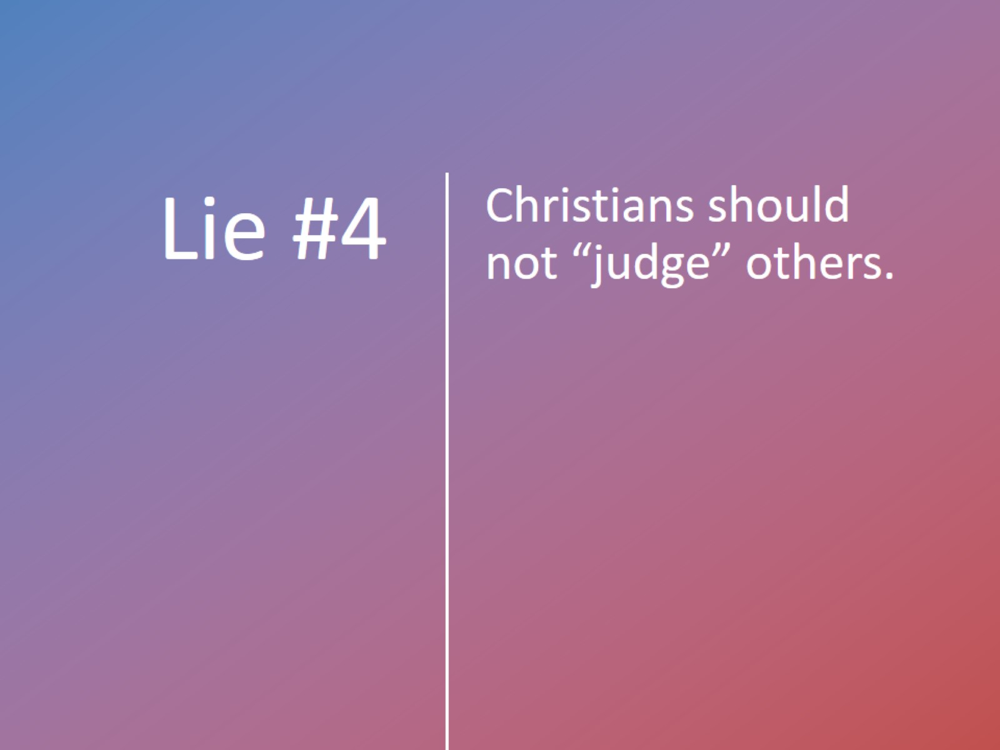 Lie #4
Christians should
not “judge” others.